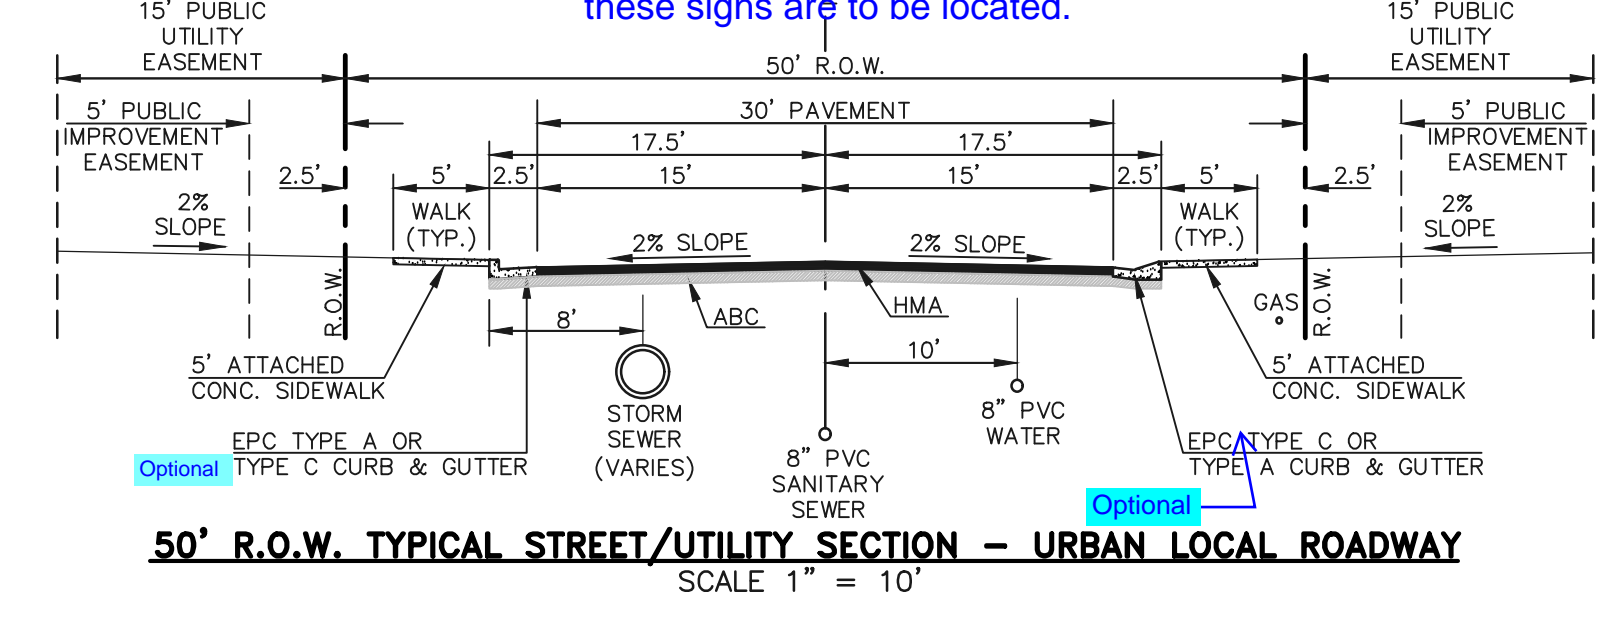 these signs are to be located.
15' PUBLIC
UTILITY
EASEMENT
15' PUBLIC
UTILITY
EASEMENT
50' R.O.W.
5' PUBLIC
IMPROVEMENT
EASEMENT
30' PAVEMENT
5' PUBLIC
IMPROVEMENT
EASEMENT
17.5' 17.5'
2.5' 5' 2.5' 15' 15' 2.5' 5' 2.5'
2%
SLOPE
WALK
(TYP.)
2% SLOPE
2% SLOPE
WALK
(TYP.)
2%
SLOPE
R.O.W.
8'
ABC
HMA
GAS
R.O.W.
10'
5' ATTACHED
CONC. SIDEWALK
5' ATTACHED
CONC. SIDEWALK
STORM
SEWER
(VARIES)
8" PVC
WATER
EPC TYPE A OR
TYPE C CURB & GUTTER
Optional
8" PVC
SANITARY
SEWER
EPC TYPE C OR
TYPE A CURB & GUTTER
Optional
50' R.O.W. TYPICAL STREET/UTILITY SECTION – URBAN LOCAL ROADWAY
SCALE 1" = 10'